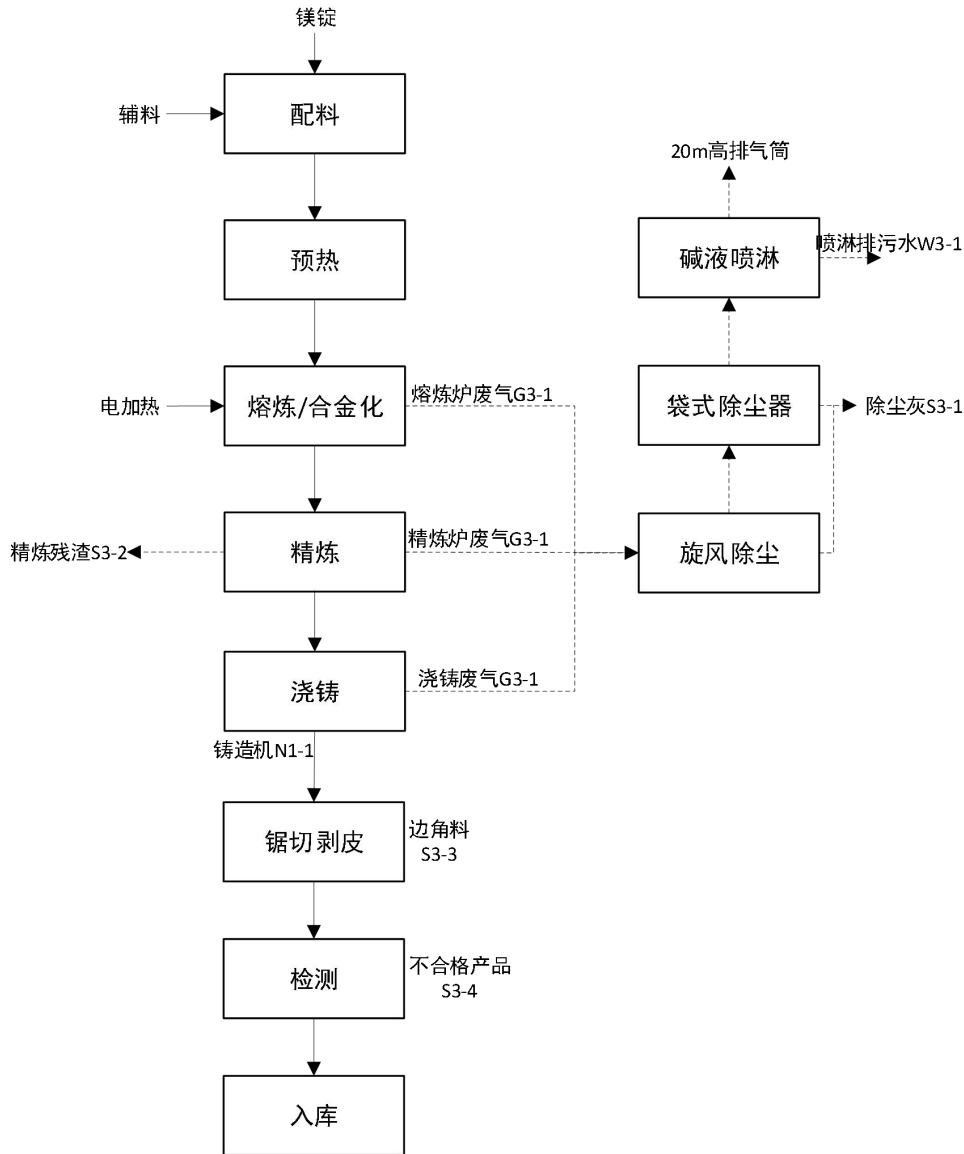 镁锭
辅料
配料
20m高排气筒
预热
碱液喷淋
喷淋排污水W3-1
电加热
熔炼/合金化
熔炼炉废气G3-1
袋式除尘器
除尘灰S3-1
精炼残渣S3-2
精炼
精炼炉废气G3-1
旋风除尘
浇铸
浇铸废气G3-1
铸造机N1-1
锯切剥皮
边角料
S3-3
检测
不合格产品
S3-4
入库